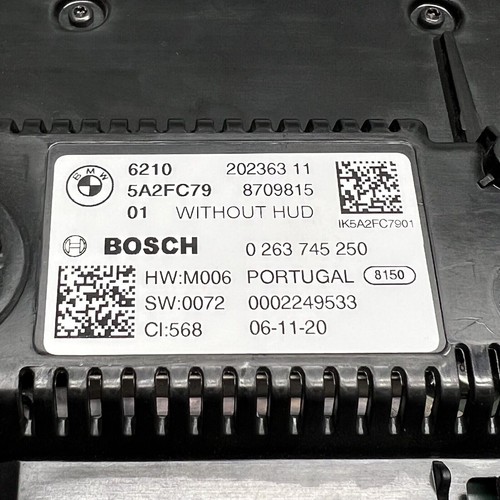 BMW
6210 202363 11
5A2FC79 8709815
01 WITHOUT HUD
IK5A2FC7901
BOSCH 0 263 745 250
HW:M006 PORTUGAL 8150
SW:0072 0002249533
CI:568 06-11-20